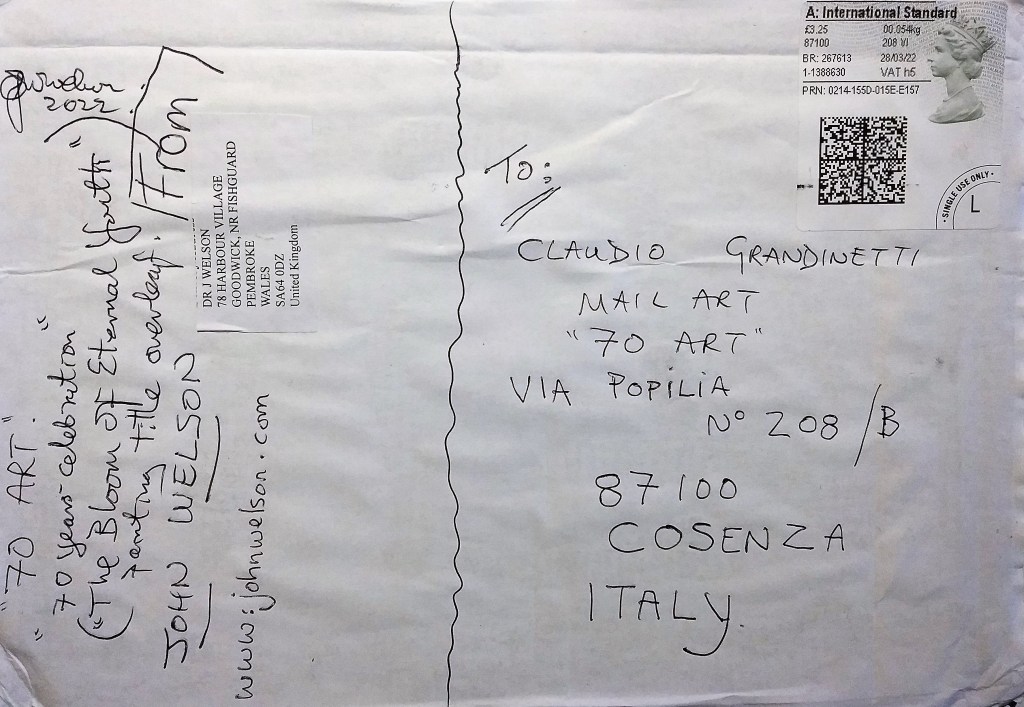 "70 ART".
"70 years celebration"
("The Bloom Of Eternal Youth")
Painting title overleaf.
From
JOHN WELSON
www:johnwelson.com
2022
DR J WELSON
78 HARBOUR VILLAGE
GOODWICK, NR FISHGUARD
PEMBROKE
WALES
SA64 0DZ
United Kingdom
A: International Standard
£3.25 00.054kg
87100 208 VI
BR: 267613 28/03/22
1-1388630 VAT h5
PRN: 0214-155D-015E-E157
• SINGLE USE ONLY •
L
To:
CLAUDIO GRANDINETTI
MAIL ART
"70 ART"
VIA POPILIA
N° 208/B
87100
COSENZA
ITALY.